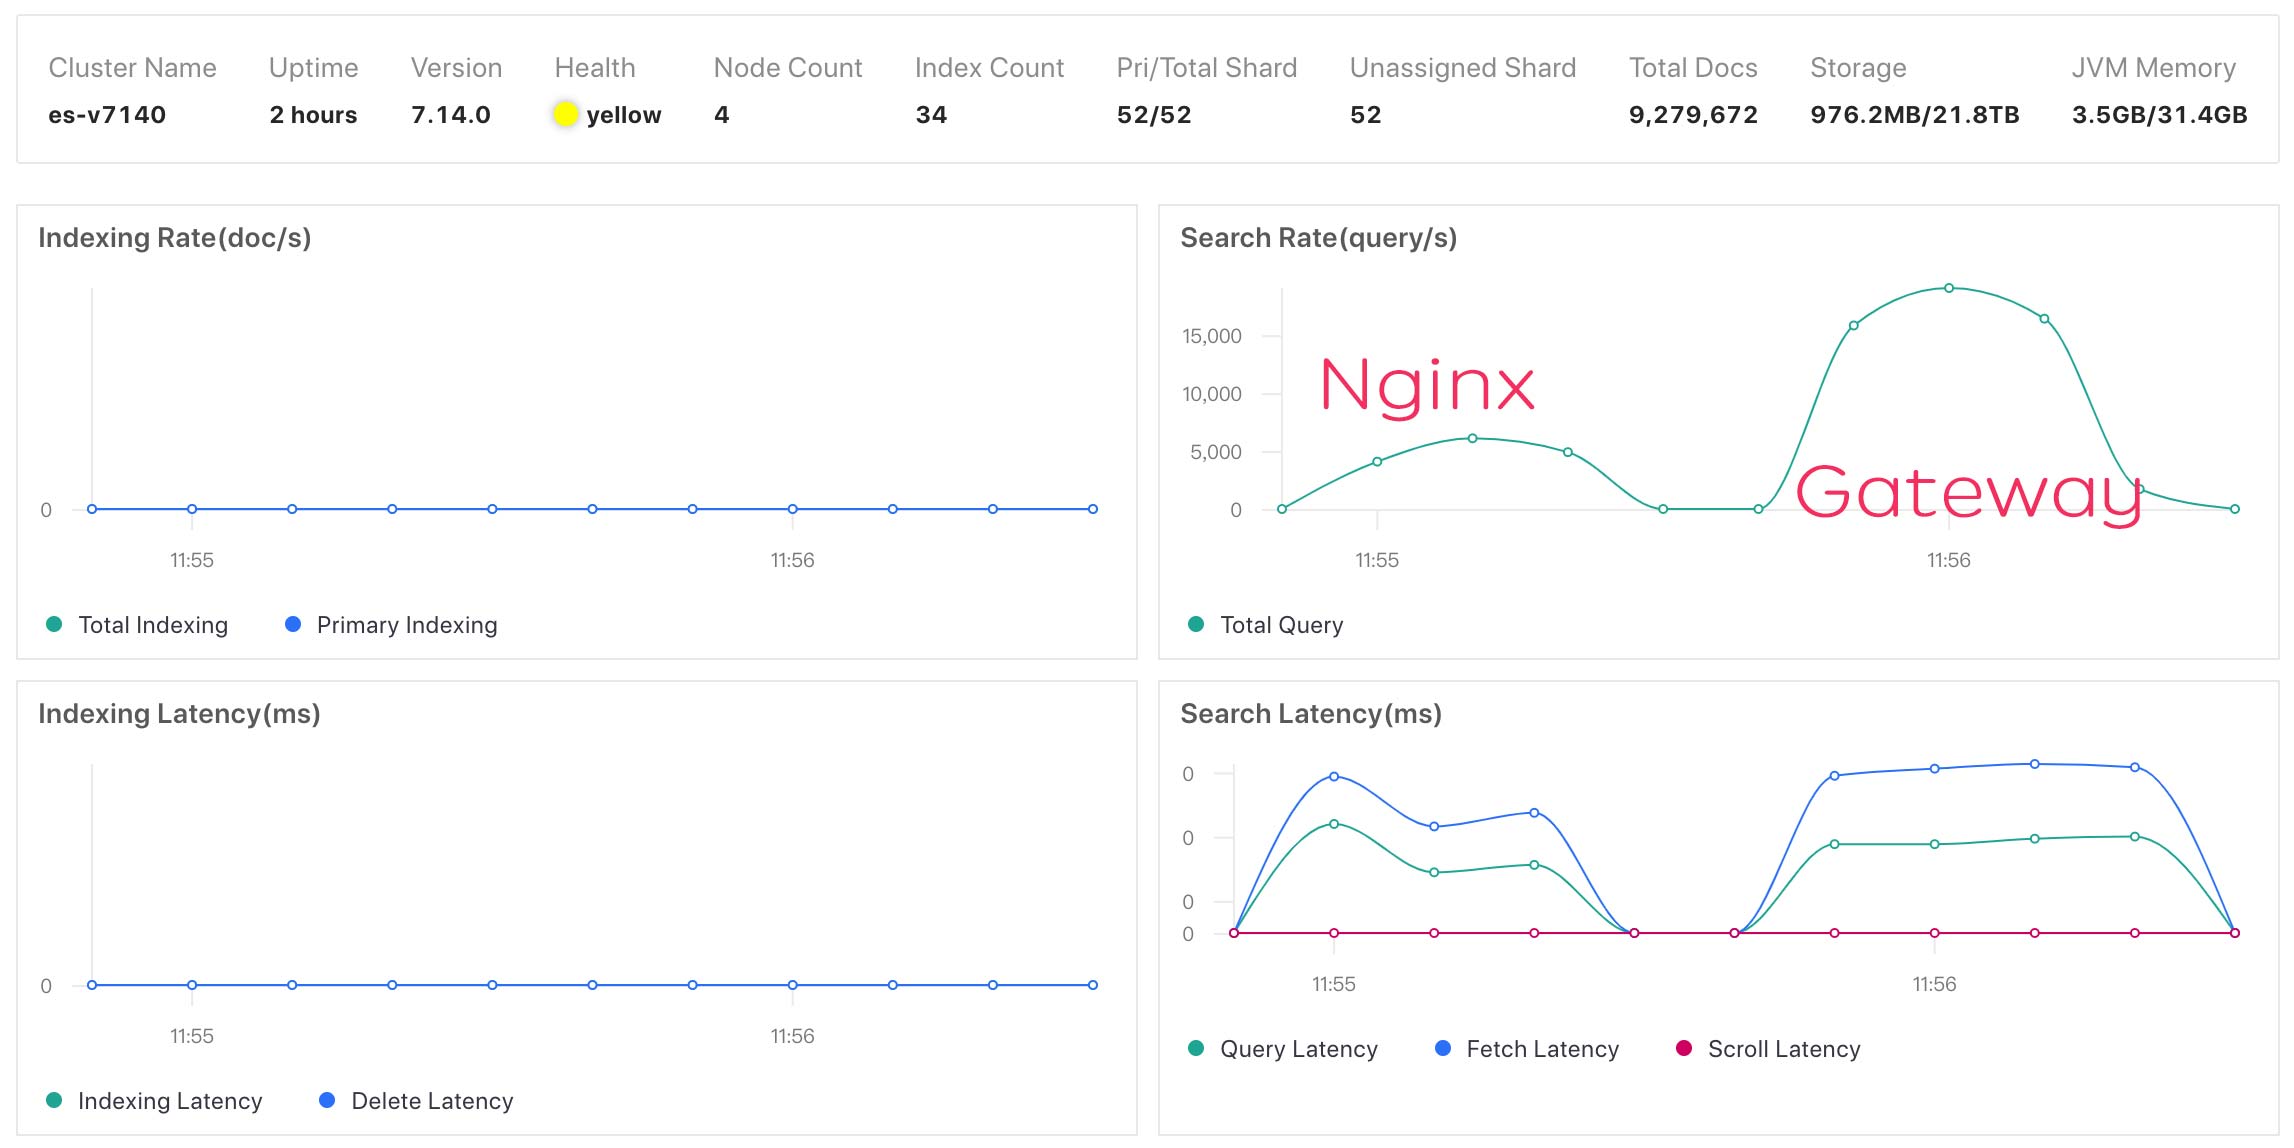 Cluster Name Uptime Version Health Node Count Index Count Pri/Total Shard Unassigned Shard Total Docs Storage JVM Memory
es-v7140 2 hours 7.14.0 yellow 4 34 52/52 52 9,279,672 976.2MB/21.8TB 3.5GB/31.4GB
Indexing Rate(doc/s)
0
11:55 11:56
Total Indexing Primary Indexing
Search Rate(query/s)
15,000
10,000
5,000
0
Nginx
Gateway
11:55 11:56
Total Query
Indexing Latency(ms)
0
11:55 11:56
Indexing Latency Delete Latency
Search Latency(ms)
0
0
0
0
11:55 11:56
Query Latency Fetch Latency Scroll Latency